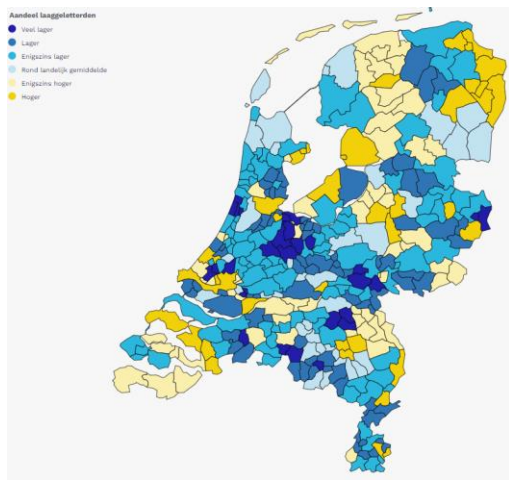 Aandeel laaggeletterden
Veel lager
Lager
Enigszins lager
Rond landelijk gemiddelde
Enigszins hoger
Hoger